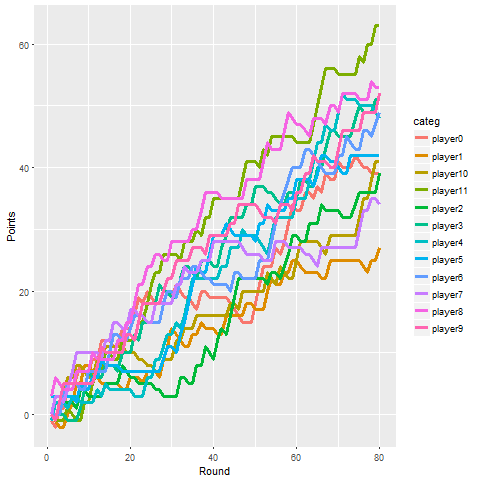 60
40
20
0
Points
0
20
40
60
80
Round
categ
player0
player1
player10
player11
player2
player3
player4
player5
player6
player7
player8
player9